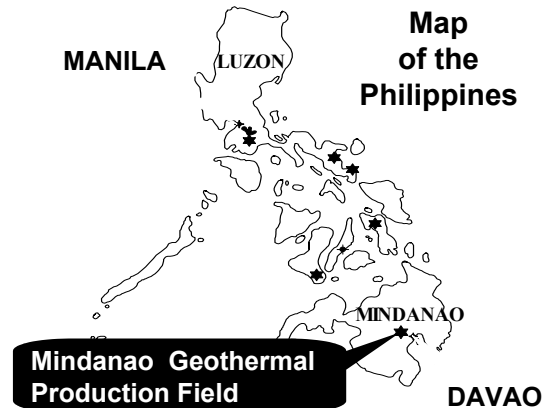 Map
of the
Philippines
MANILA
LUZON
MINDANAO
Mindanao Geothermal
Production Field
DAVAO